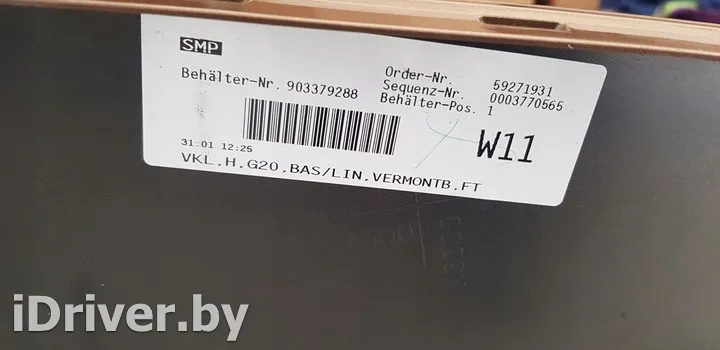 SMP
Behälter-Nr. 903379288
Order-Nr. 59271931
Sequenz-Nr. 0003770565
Behälter-Pos. 1
W11
31.01 12:25
VKL.H.G20.BAS/LIN.VERMONTB.FT
iDriver.by